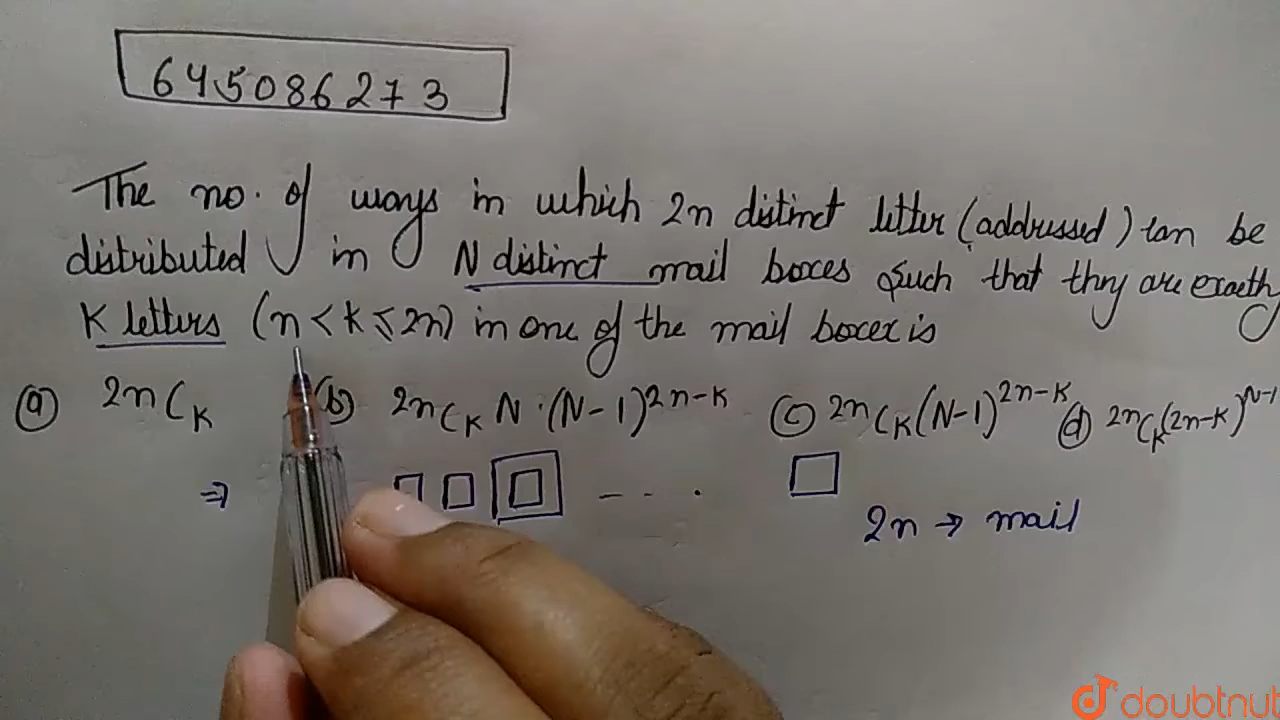 645086273
The no. of ways in which 2n distinct letter (addressed) can be
distributed in N distinct mail boxes such that they are exactly
K letters (n < k ≤ 2n) in one of the mail boxes is
(a) 2nCK (b) 2nCK N·(N-1)^2n-K (c) 2nCK(N-1)^2n-K (d) 2nCK(2n-K)^N-1
⇒ --.
2n → mail
doubtnut